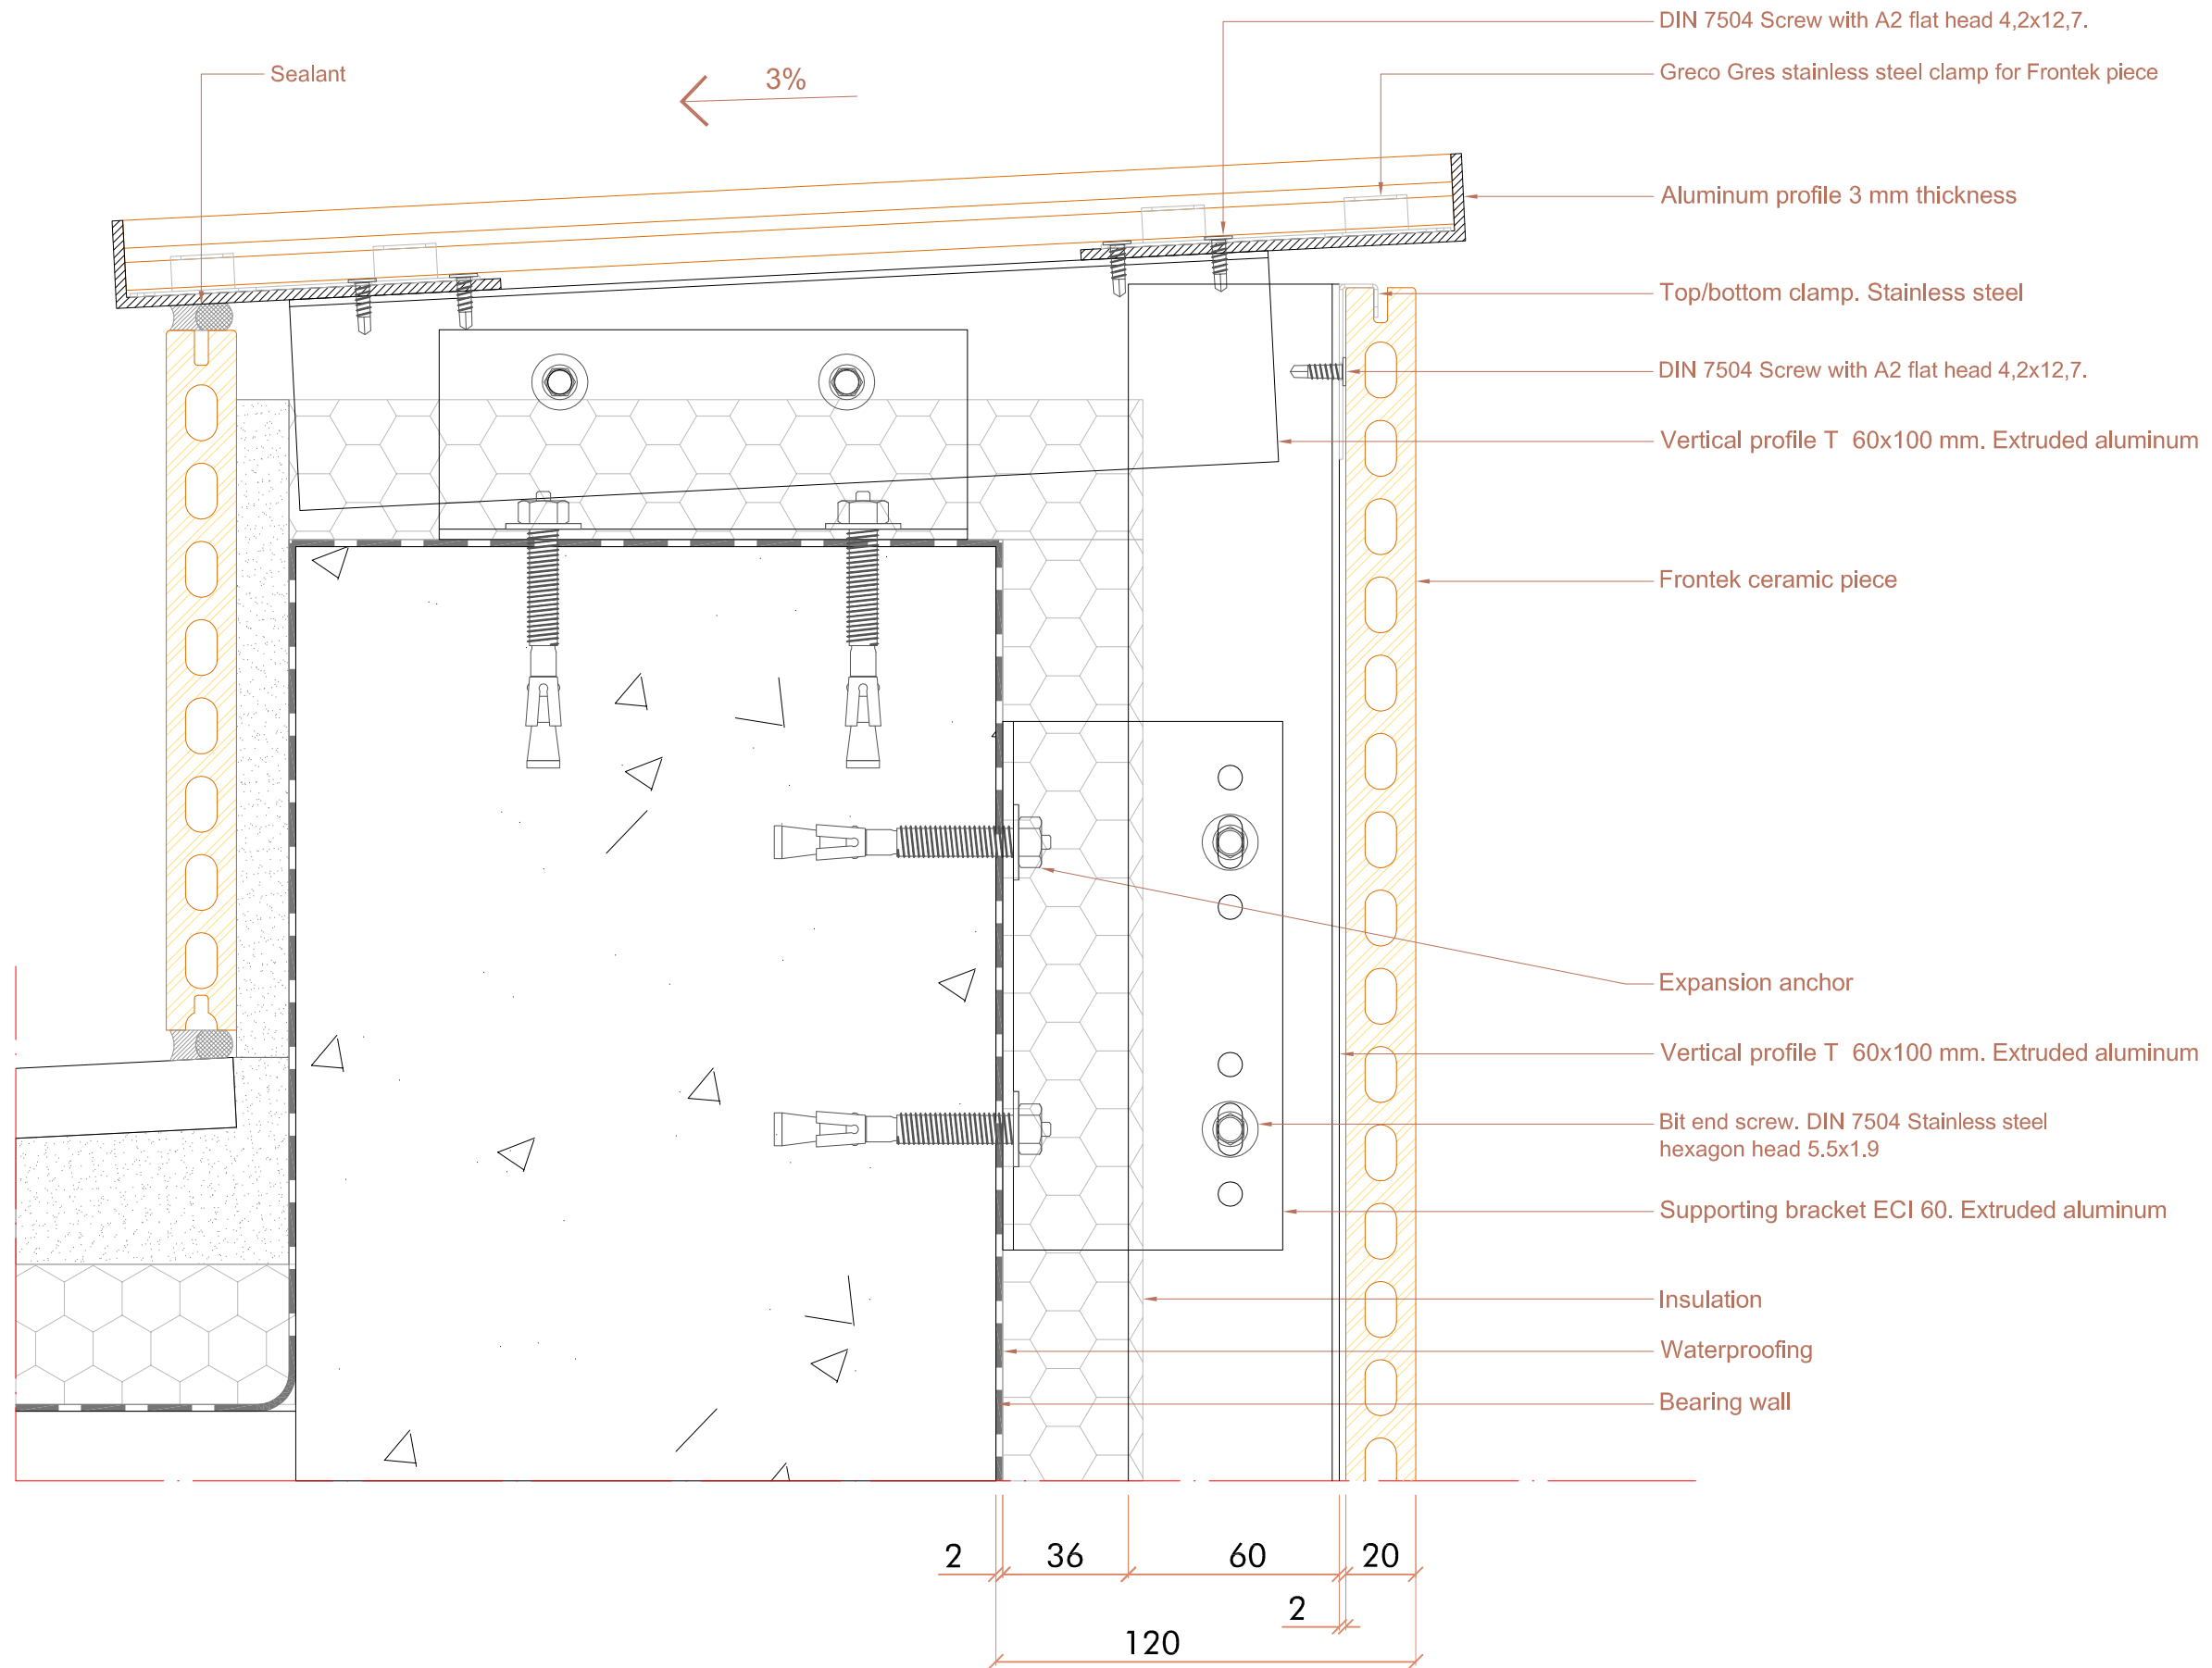 DIN 7504 Screw with A2 flat head 4,2x12,7.
Sealant
3%
Greco Gres stainless steel clamp for Frontek piece
Aluminum profile 3 mm thickness
Top/bottom clamp. Stainless steel
DIN 7504 Screw with A2 flat head 4,2x12,7.
Vertical profile T 60x100 mm. Extruded aluminum
Frontek ceramic piece
Expansion anchor
Vertical profile T 60x100 mm. Extruded aluminum
Bit end screw. DIN 7504 Stainless steel
hexagon head 5.5x1.9
Supporting bracket ECI 60. Extruded aluminum
Insulation
Waterproofing
Bearing wall
2
36
60
20
2
120